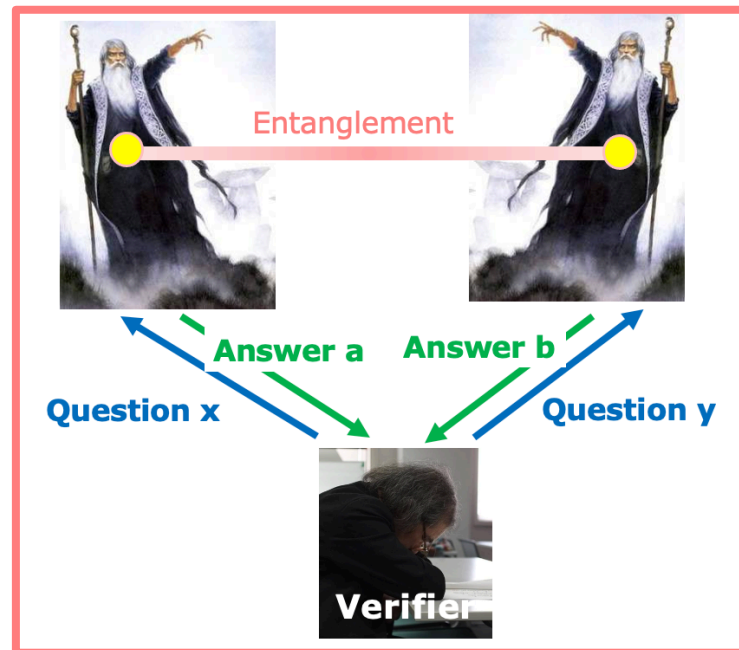 Entanglement
Answer a
Answer b
Question x
Question y
Verifier